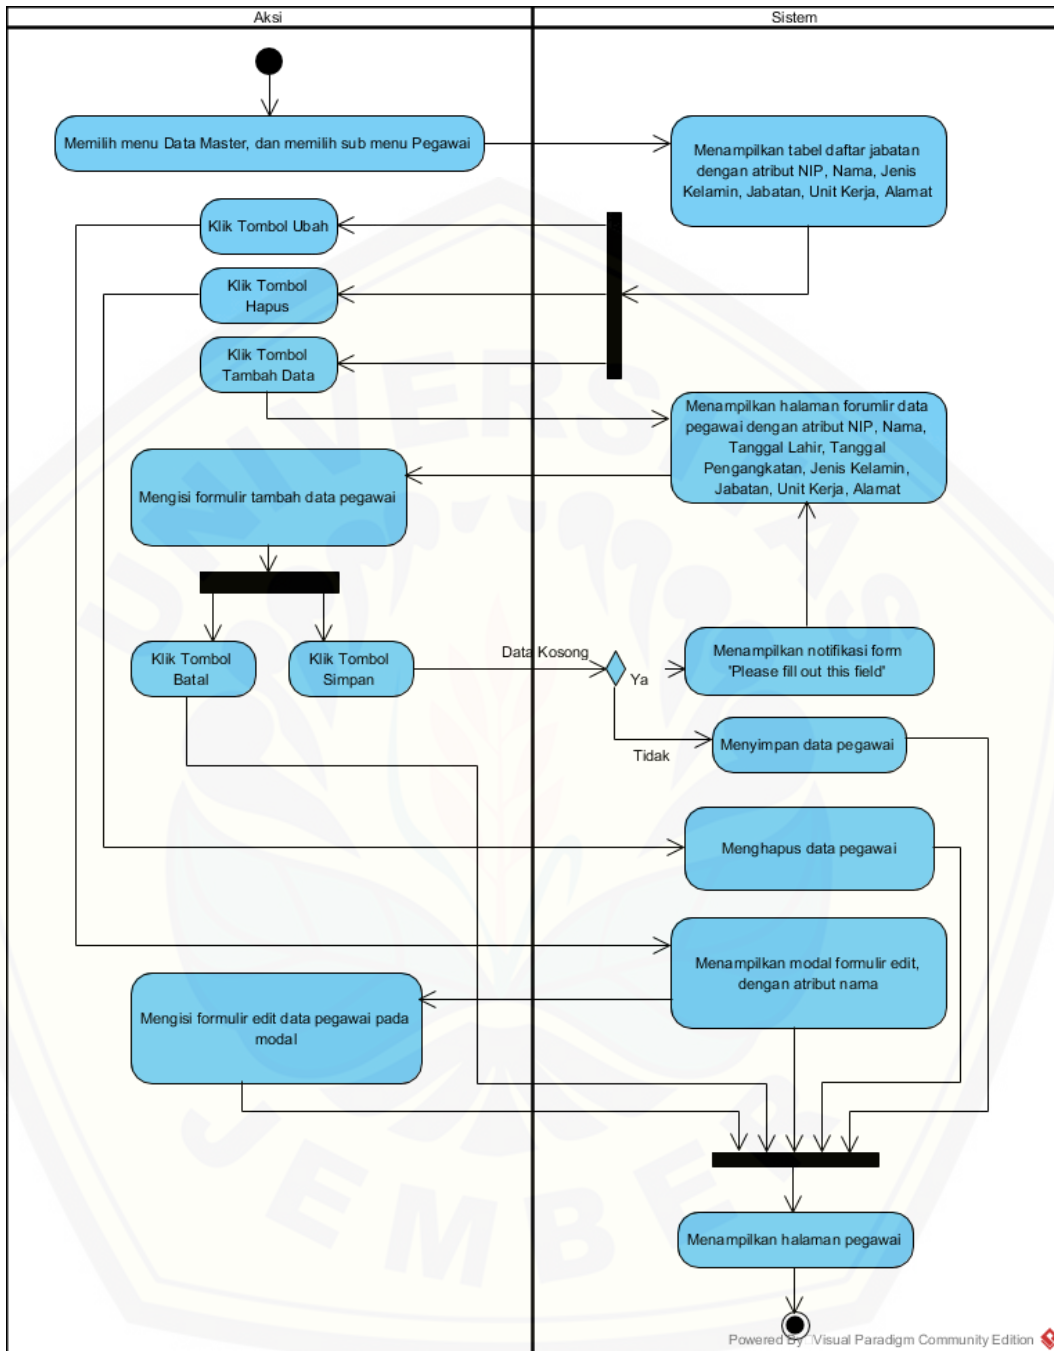 Aksi
Sistem
Memilih menu Data Master, dan memilih sub menu Pegawai
Menampilkan tabel daftar jabatan
dengan atribut NIP, Nama, Jenis
Kelamin, Jabatan, Unit Kerja, Alamat
Klik Tombol Ubah
Klik Tombol
Hapus
Klik Tombol
Tambah Data
Menampilkan halaman forumlir data
pegawai dengan atribut NIP, Nama,
Tanggal Lahir, Tanggal
Pengangkatan, Jenis Kelamin,
Jabatan, Unit Kerja, Alamat
Mengisi formulir tambah data pegawai
Klik Tombol
Batal
Klik Tombol
Simpan
Data Kosong
Ya
Menampilkan notifikasi form
'Please fill out this field'
Tidak
Menyimpan data pegawai
Menghapus data pegawai
Menampilkan modal formulir edit,
dengan atribut nama
Mengisi formulir edit data pegawai pada
modal
Menampilkan halaman pegawai
UNIVERSITAS
JEMBER
Powered By Visual Paradigm Community Edition